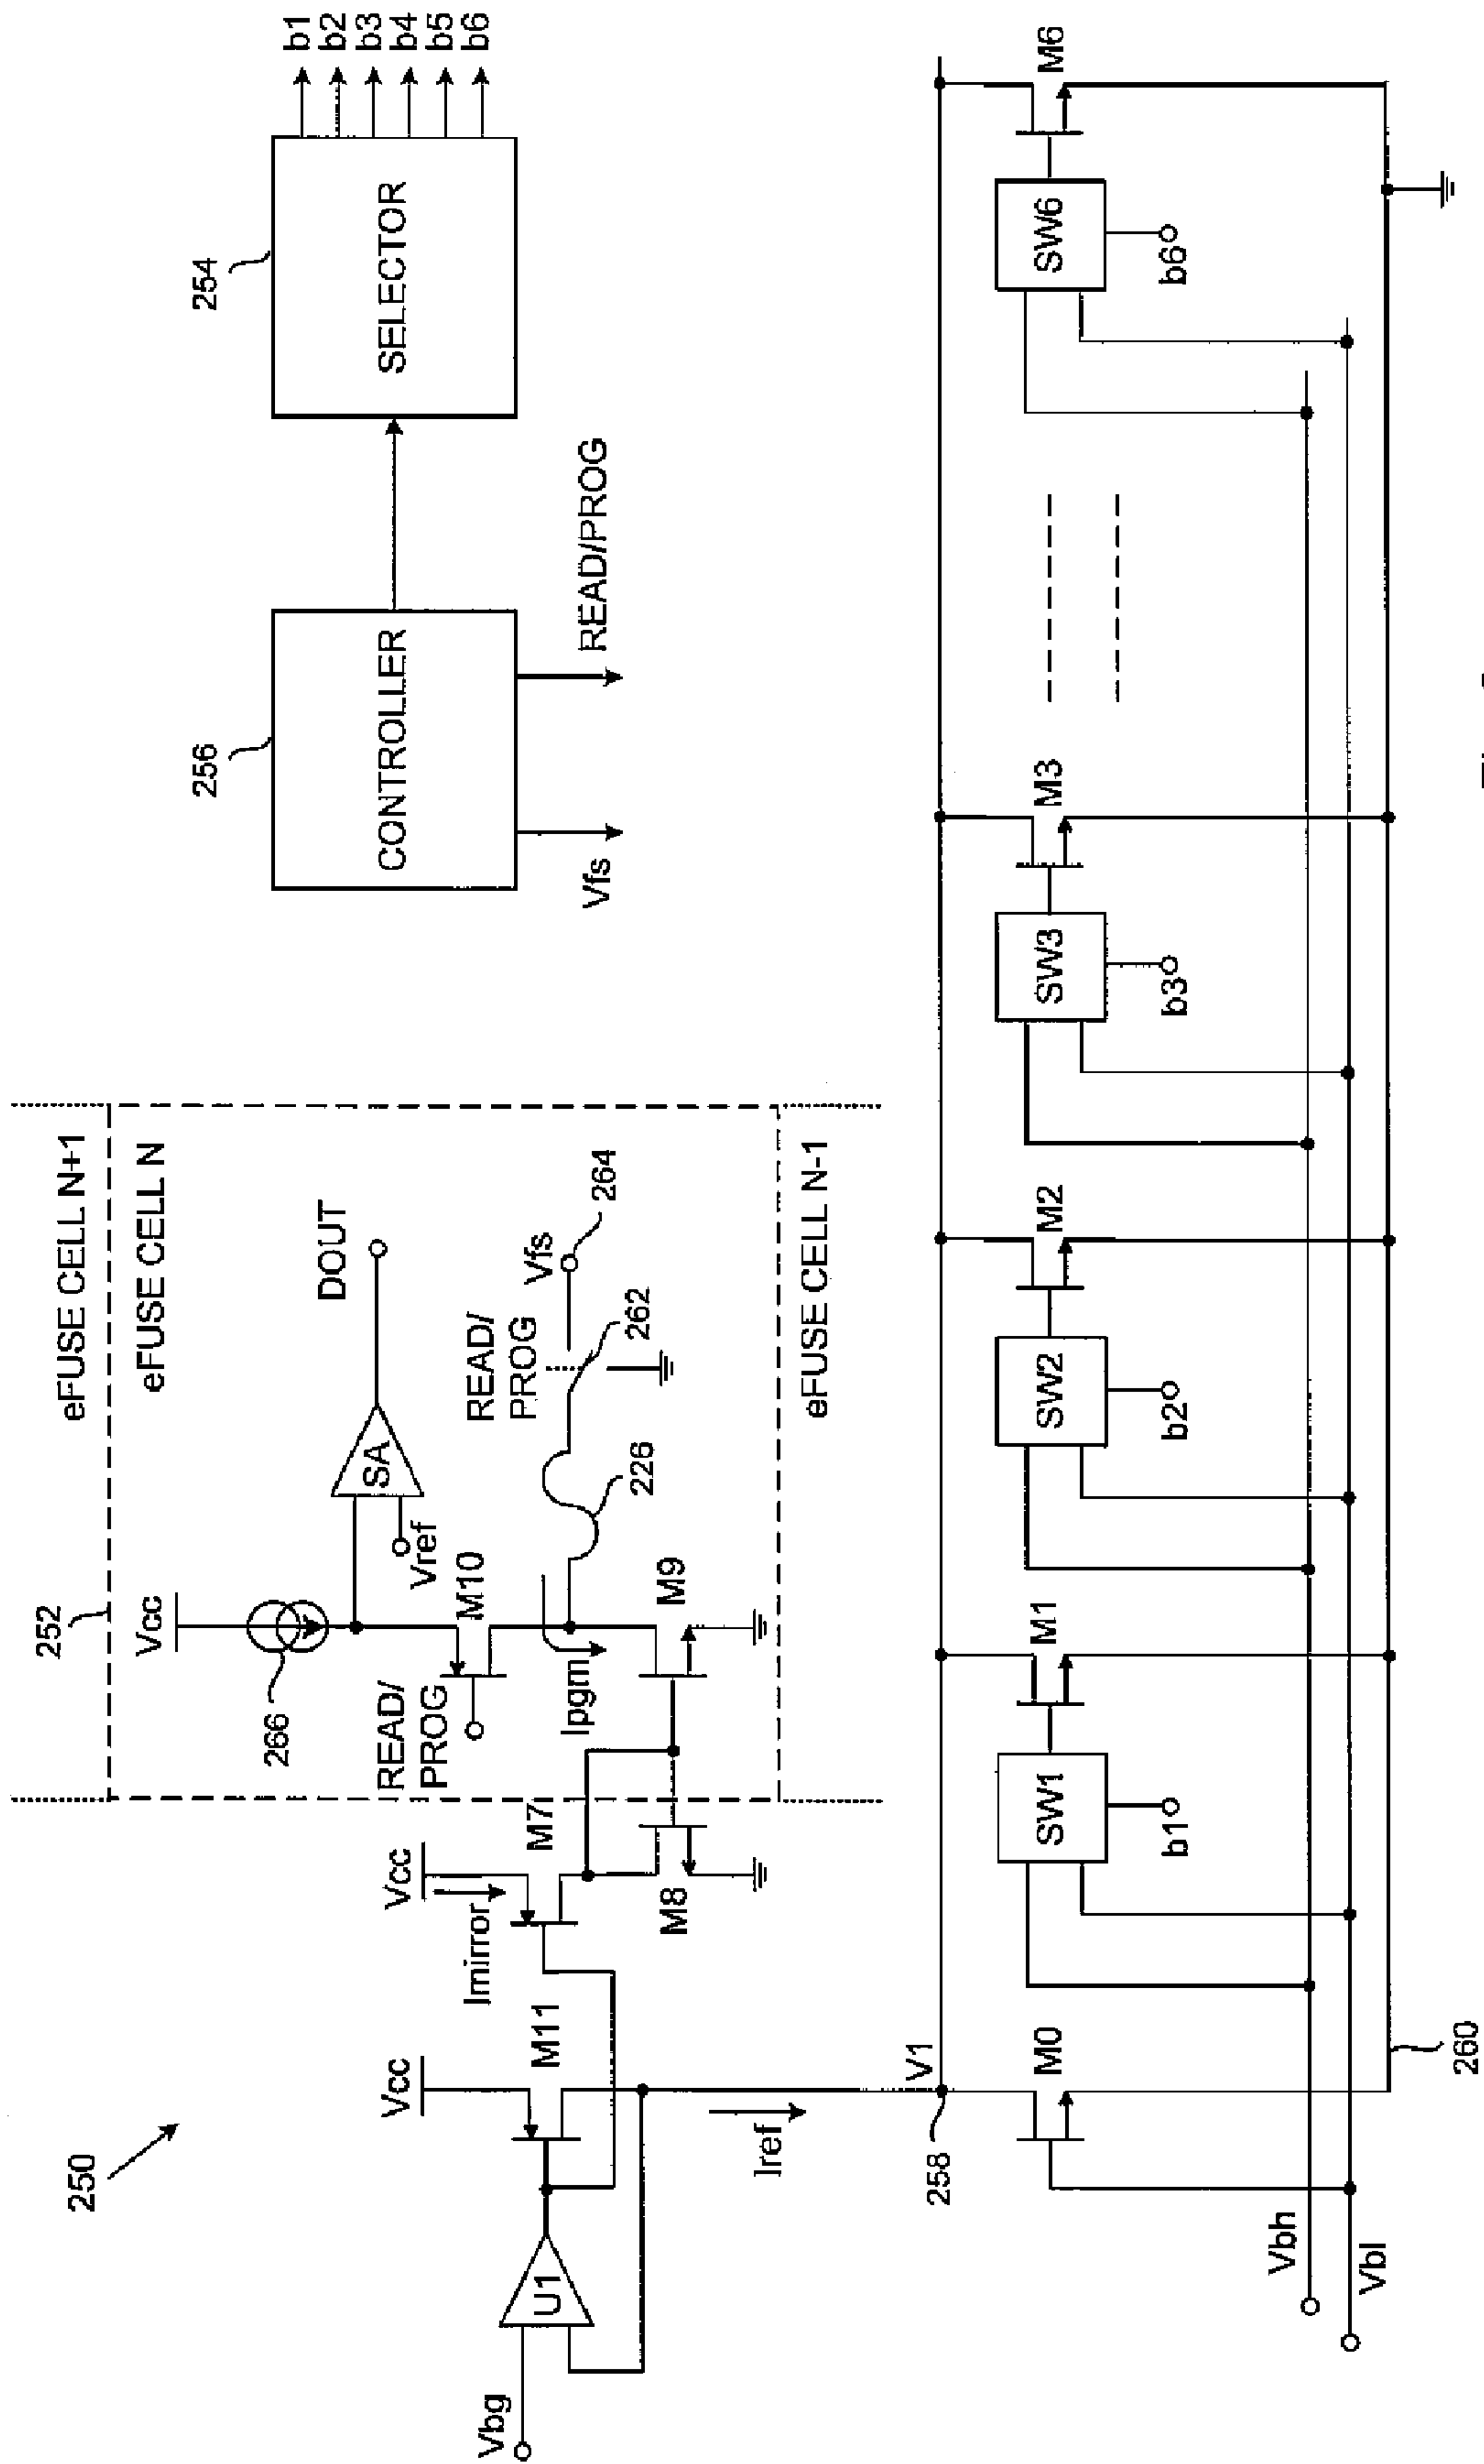 250
Vbg
U1
Vcc
M11
Iref
Vcc
Imirror
M7
M8
252
eFUSE CELL N+1
eFUSE CELL N
Vcc
266
READ/
PROG
M10
Vref
SA
DOUT
Ipgm
M9
226
READ/
PROG
262
Vfs
264
eFUSE CELL N-1
256
CONTROLLER
Vfs
READ/PROG
254
SELECTOR
b1
b2
b3
b4
b5
b6
V1
258
M0
Vbh
Vbl
260
SW1
b1
M1
SW2
b2
M2
SW3
b3
M3
SW6
b6
M6